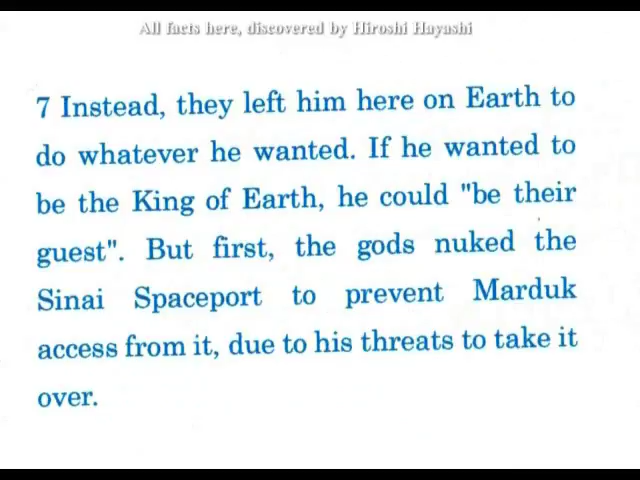 All facts here, discovered by Hiroshi Hayashi
7 Instead, they left him here on Earth to
do whatever he wanted. If he wanted to
be the King of Earth, he could "be their
guest". But first, the gods nuked the
Sinai Spaceport to prevent Marduk
access from it, due to his threats to take it
over.